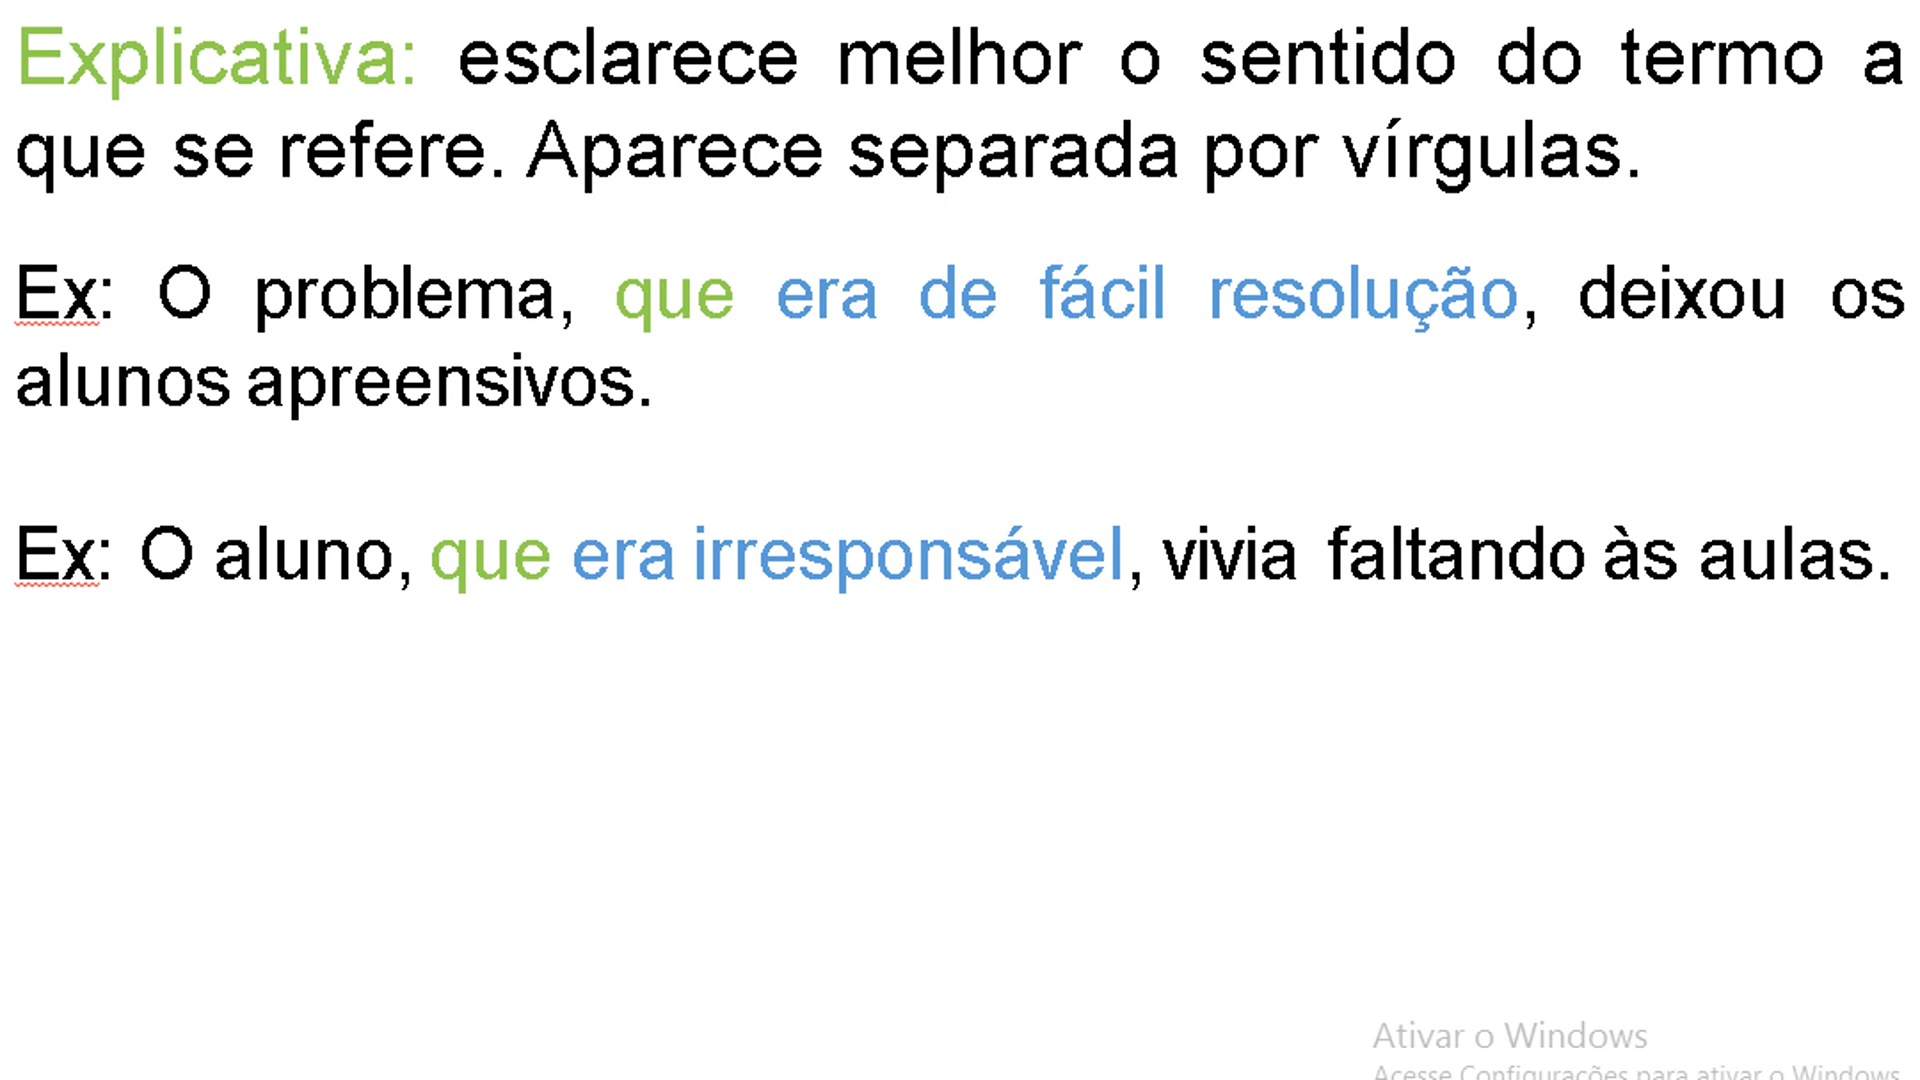 Explicativa: esclarece melhor o sentido do termo a
que se refere. Aparece separada por vírgulas.
Ex: O problema, que era de fácil resolução, deixou os
alunos apreensivos.
Ex: O aluno, que era irresponsável, vivia faltando às aulas.
Ativar o Windows
Acesse Configurações para ativar o Windows